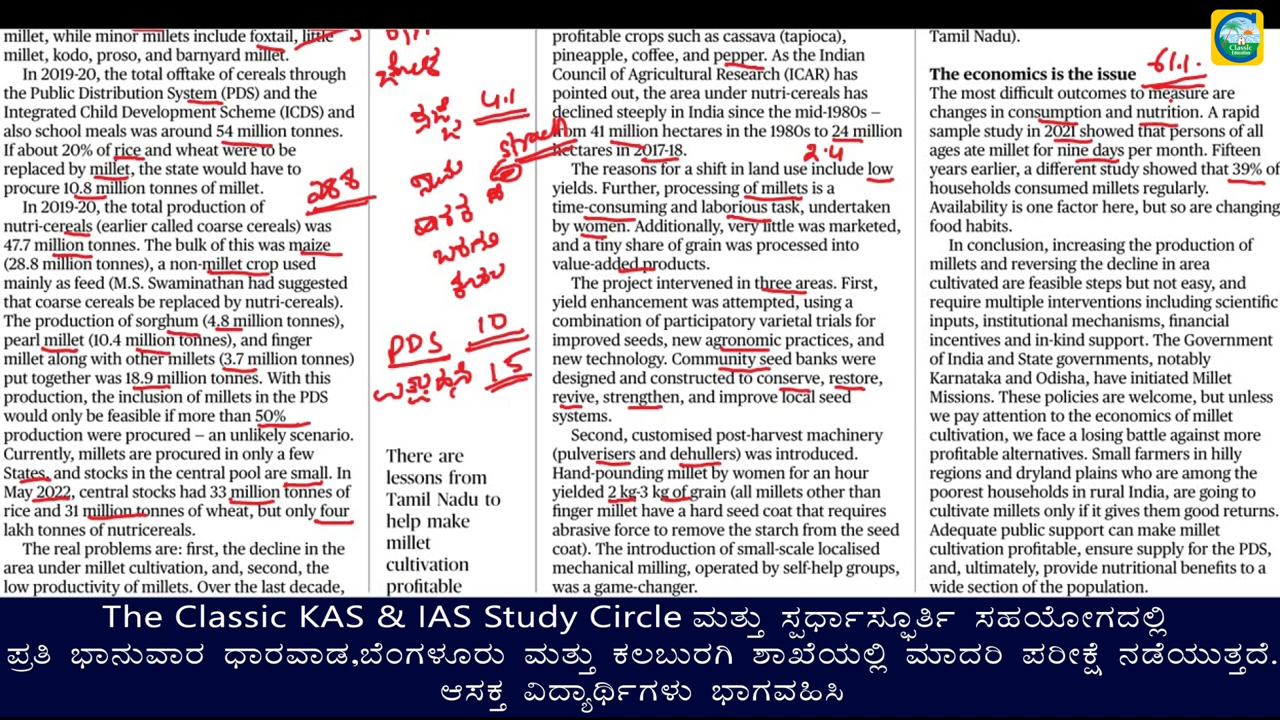 millet, while minor millets include foxtail, little
millet, kodo, proso, and barnyard millet.
In 2019-20, the total offtake of cereals through
the Public Distribution System (PDS) and the
Integrated Child Development Scheme (ICDS) and
also school meals was around 54 million tonnes.
If about 20% of rice and wheat were to be
replaced by millet, the state would have to
procure 10.8 million tonnes of millet.
In 2019-20, the total production of
nutri-cereals (earlier called coarse cereals) was
47.7 million tonnes. The bulk of this was maize
(28.8 million tonnes), a non-millet crop used
mainly as feed (M.S. Swaminathan had suggested
that coarse cereals be replaced by nutri-cereals).
The production of sorghum (4.8 million tonnes),
pearl millet (10.4 million tonnes), and finger
millet along with other millets (3.7 million tonnes)
put together was 18.9 million tonnes. With this
production, the inclusion of millets in the PDS
would only be feasible if more than 50%
production were procured – an unlikely scenario.
Currently, millets are procured in only a few
States, and stocks in the central pool are small. In
May 2022, central stocks had 33 million tonnes of
rice and 31 million tonnes of wheat, but only four
lakh tonnes of nutricereals.
The real problems are: first, the decline in the
area under millet cultivation, and, second, the
low productivity of millets. Over the last decade,
28.8
4.1
PDS 10
15
There are
lessons from
Tamil Nadu to
help make
millet
cultivation
profitable
profitable crops such as cassava (tapioca),
pineapple, coffee, and pepper. As the Indian
Council of Agricultural Research (ICAR) has
pointed out, the area under nutri-cereals has
declined steeply in India since the mid-1980s –
from 41 million hectares in the 1980s to 24 million
hectares in 2017-18.
2.4
The reasons for a shift in land use include low
yields. Further, processing of millets is a
time-consuming and laborious task, undertaken
by women. Additionally, very little was marketed,
and a tiny share of grain was processed into
value-added products.
The project intervened in three areas. First,
yield enhancement was attempted, using a
combination of participatory varietal trials for
improved seeds, new agronomic practices, and
new technology. Community seed banks were
designed and constructed to conserve, restore,
revive, strengthen, and improve local seed
systems.
Second, customised post-harvest machinery
(pulverisers and dehullers) was introduced.
Hand-pounding millet by women for an hour
yielded 2 kg-3 kg of grain (all millets other than
finger millet have a hard seed coat that requires
abrasive force to remove the starch from the seed
coat). The introduction of small-scale localised
mechanical milling, operated by self-help groups,
was a game-changer.
Tamil Nadu).
61.1.
The economics is the issue
The most difficult outcomes to measure are
changes in consumption and nutrition. A rapid
sample study in 2021 showed that persons of all
ages ate millet for nine days per month. Fifteen
years earlier, a different study showed that 39% of
households consumed millets regularly.
Availability is one factor here, but so are changing
food habits.
In conclusion, increasing the production of
millets and reversing the decline in area
cultivated are feasible steps but not easy, and
require multiple interventions including scientific
inputs, institutional mechanisms, financial
incentives and in-kind support. The Government
of India and State governments, notably
Karnataka and Odisha, have initiated Millet
Missions. These policies are welcome, but unless
we pay attention to the economics of millet
cultivation, we face a losing battle against more
profitable alternatives. Small farmers in hilly
regions and dryland plains who are among the
poorest households in rural India, are going to
cultivate millets only if it gives them good returns.
Adequate public support can make millet
cultivation profitable, ensure supply for the PDS,
and, ultimately, provide nutritional benefits to a
wide section of the population.
Classic
Education
The Classic KAS & IAS Study Circle ಮತ್ತು ಸ್ಪರ್ಧಾಸ್ಫೂರ್ತಿ ಸಹಯೋಗದಲ್ಲಿ
ಪ್ರತಿ ಭಾನುವಾರ ಧಾರವಾಡ,ಬೆಂಗಳೂರು ಮತ್ತು ಕಲಬುರಗಿ ಶಾಖೆಯಲ್ಲಿ ಮಾದರಿ ಪರೀಕ್ಷೆ ನಡೆಯುತ್ತದೆ.
ಆಸಕ್ತ ವಿದ್ಯಾರ್ಥಿಗಳು ಭಾಗವಹಿಸಿ